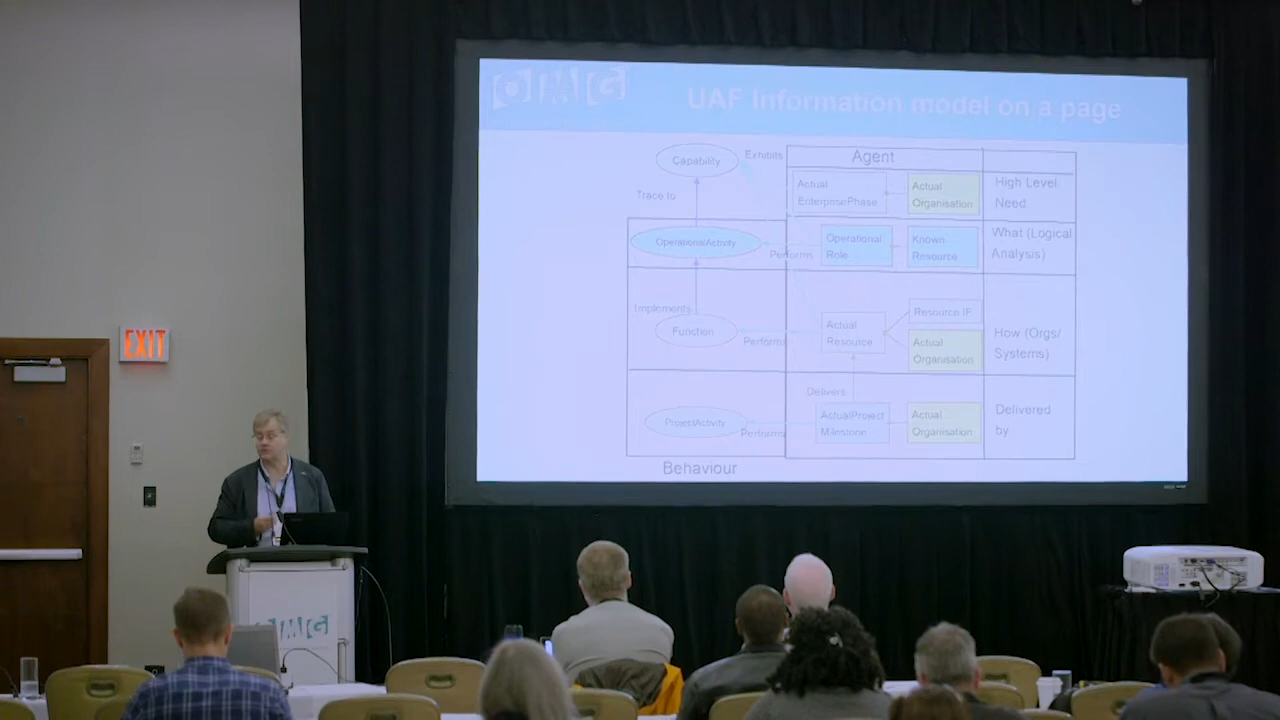 OMG
UAF Information model on a page
Capability
Exhibits
Agent
Trace to
Actual
EnterprisePhase
Actual
Organisation
High Level
Need
OperationalActivity
Performs
Operational
Role
Known
Resource
What (Logical
Analysis)
Implements
Function
Performs
Actual
Resource
Resource IF
Actual
Organisation
How (Orgs/
Systems)
Delivers
ProjectActivity
Performs
ActualProject
Milestone
Actual
Organisation
Delivered
by
Behaviour
EXIT
OMG